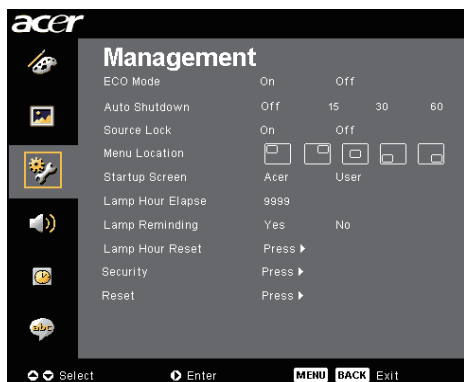 acer
Management
ECO Mode On Off
Auto Shutdown Off 15 30 60
Source Lock On Off
Menu Location
Startup Screen Acer User
Lamp Hour Elapse 9999
Lamp Reminding Yes No
Lamp Hour Reset Press
Security Press
Reset Press
abc
Select Enter MENU BACK Exit